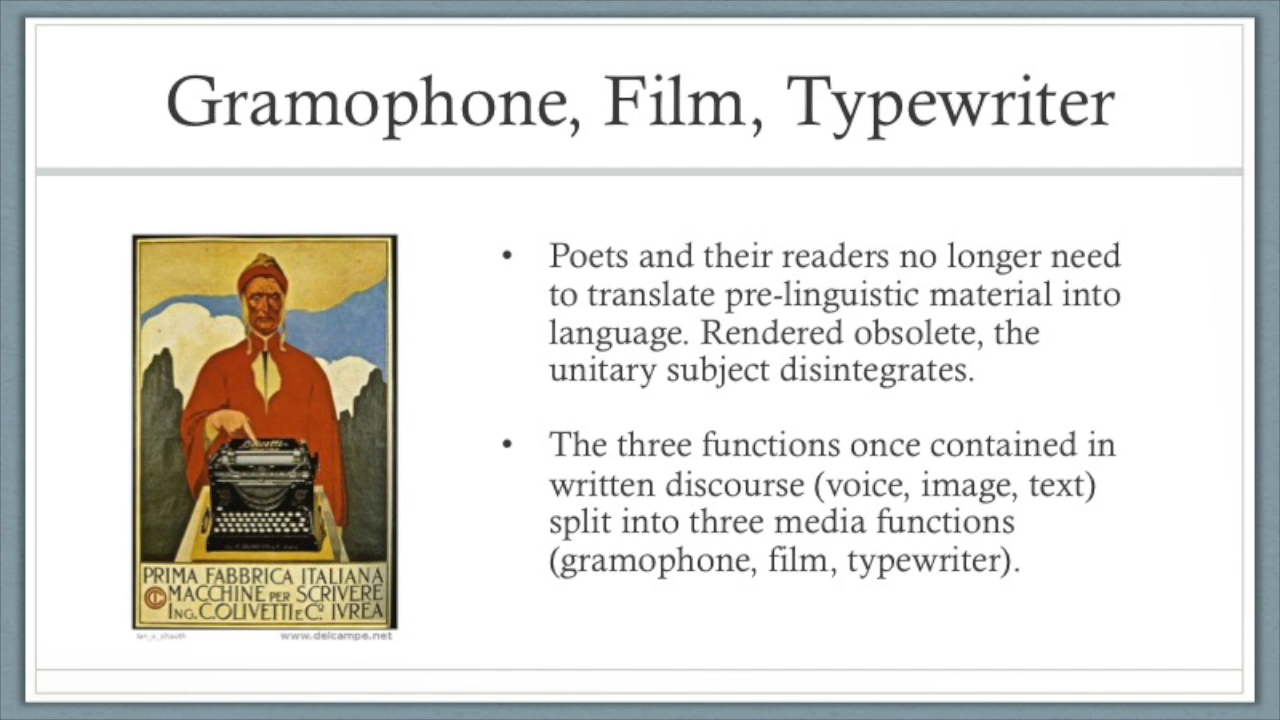 Gramophone, Film, Typewriter
• Poets and their readers no longer need
to translate pre-linguistic material into
language. Rendered obsolete, the
unitary subject disintegrates.
• The three functions once contained in
written discourse (voice, image, text)
split into three media functions
(gramophone, film, typewriter).
Olivetti
PRIMA FABBRICA ITALIANA
MACCHINE PER SCRIVERE
ING. C. OLIVETTI E Cº. IVREA
www.delcampe.net